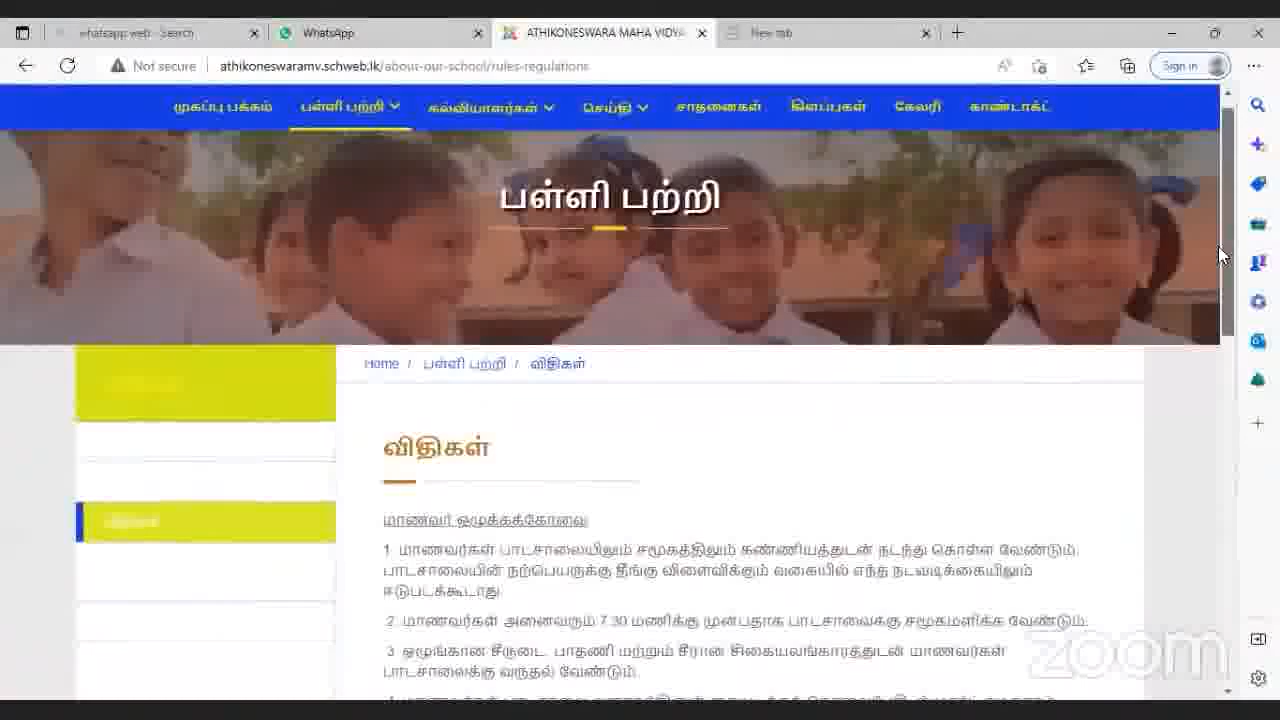 whatsapp web - Search
WhatsApp
ATHIKONESWARA MAHA VIDYA
New tab
Not secure
athikoneswaramv.schweb.lk/about-our-school/rules-regulations
Sign in
முகப்பு பக்கம் பள்ளி பற்றி கல்வியாளர்கள் செய்தி சாதனைகள் கேலரி காண்டாக்ட்
பள்ளி பற்றி
Home / பள்ளி பற்றி / விதிகள்
விதிகள்
மாணவர் ஒழுக்கக்கோவை
1. மாணவர்கள் பாடசாலையிலும் சமூகத்திலும் கண்ணியத்துடன் நடந்து கொள்ள வேண்டும்.
பாடசாலையின் நற்பெயருக்கு தீங்கு விளைவிக்கும் வகையில் எந்த நடவடிக்கையிலும்
ஈடுபடக்கூடாது
2. மாணவர்கள் அனைவரும் 7.30 மணிக்கு முன்பதாக பாடசாலைக்கு சமூகமளிக்க வேண்டும்.
3. ஒழுங்கான சீருடை, பாதணி மற்றும் சீரான சிகையலங்காரத்துடன் மாணவர்கள்
பாடசாலைக்கு வருதல் வேண்டும்.
zoom